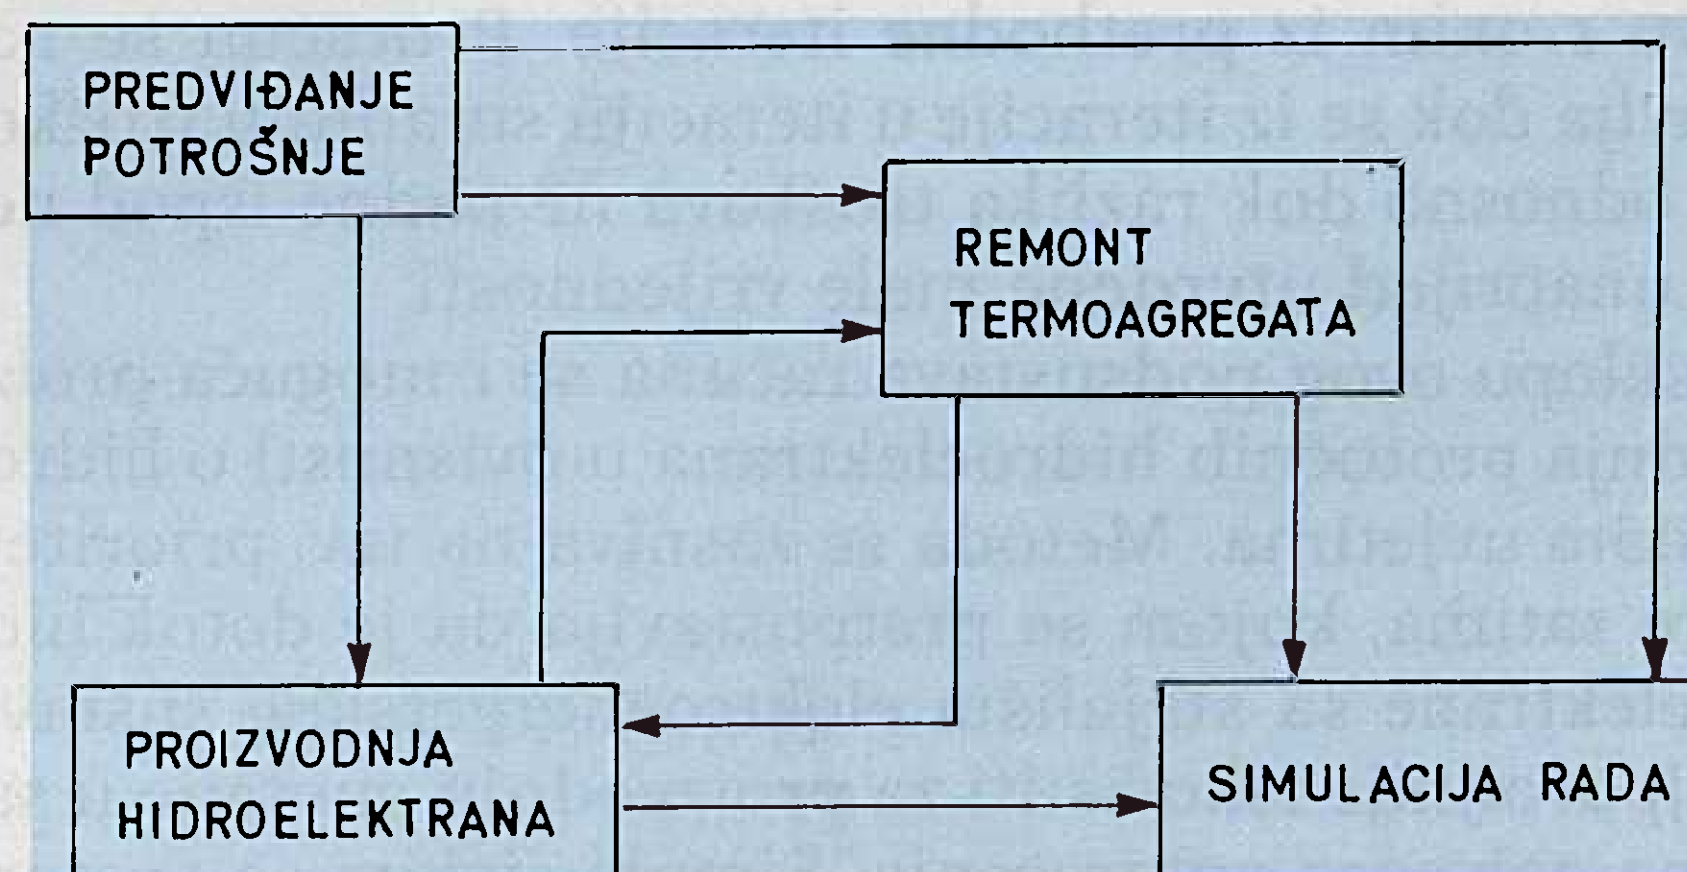 PREDVIĐANJE
POTROŠNJE
REMONT
TERMOAGREGATA
PROIZVODNJA
HIDROELEKTRANA
SIMULACIJA RADA